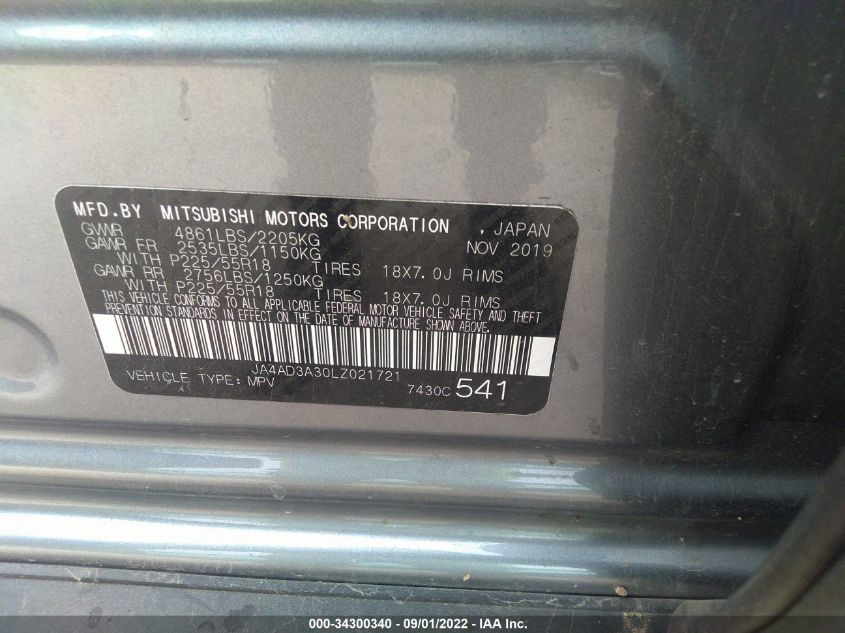 MFD.BY MITSUBISHI MOTORS CORPORATION , JAPAN
GVWR 4861LBS/2205KG NOV 2019
GAWR FR 2535LBS/1150KG
WITH P225/55R18 TIRES 18X7.0J RIMS
GAWR RR 2756LBS/1250KG
WITH P225/55R18 TIRES 18X7.0J RIMS
THIS VEHICLE CONFORMS TO ALL APPLICABLE FEDERAL MOTOR VEHICLE SAFETY AND THEFT
PREVENTION STANDARDS IN EFFECT ON THE DATE OF MANUFACTURE SHOWN ABOVE.
JA4AD3A30LZ021721
VEHICLE TYPE: MPV 7430C 541
000-34300340 - 09/01/2022 - IAA Inc.